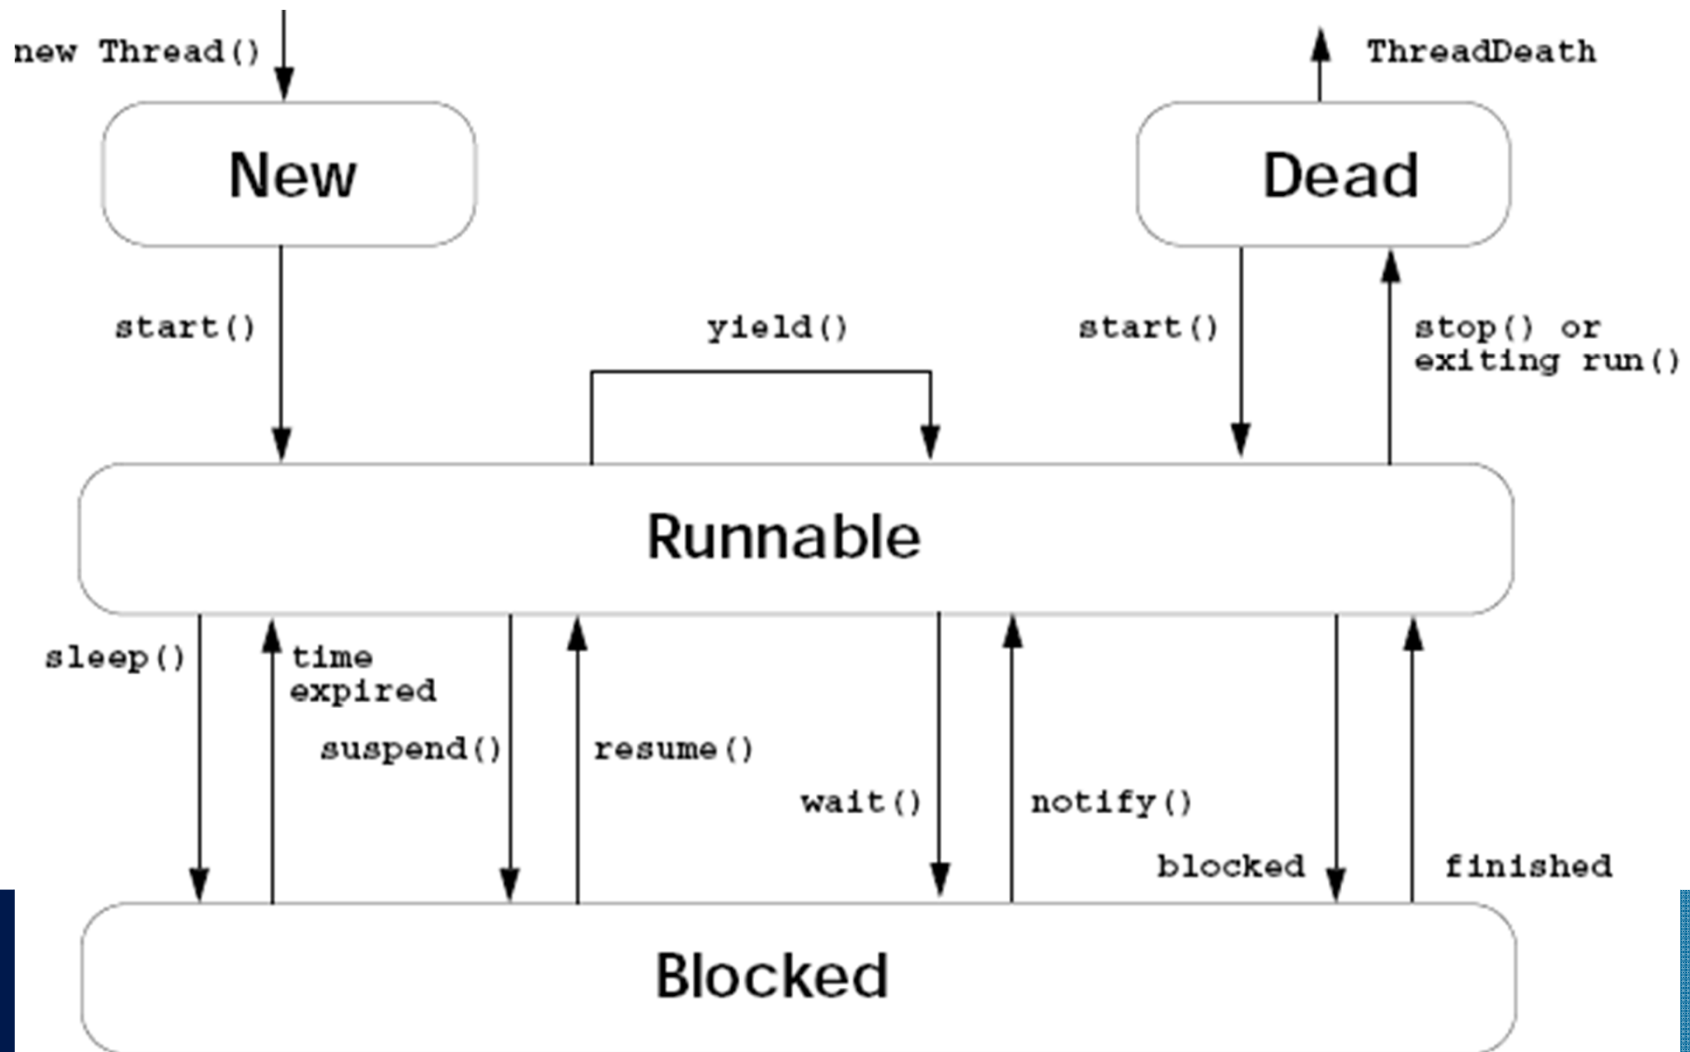 new Thread()
ThreadDeath
New
Dead
start()
yield()
start()
stop() or
exiting run()
Runnable
sleep()
time
expired
suspend()
resume()
wait()
notify()
blocked
finished
Blocked